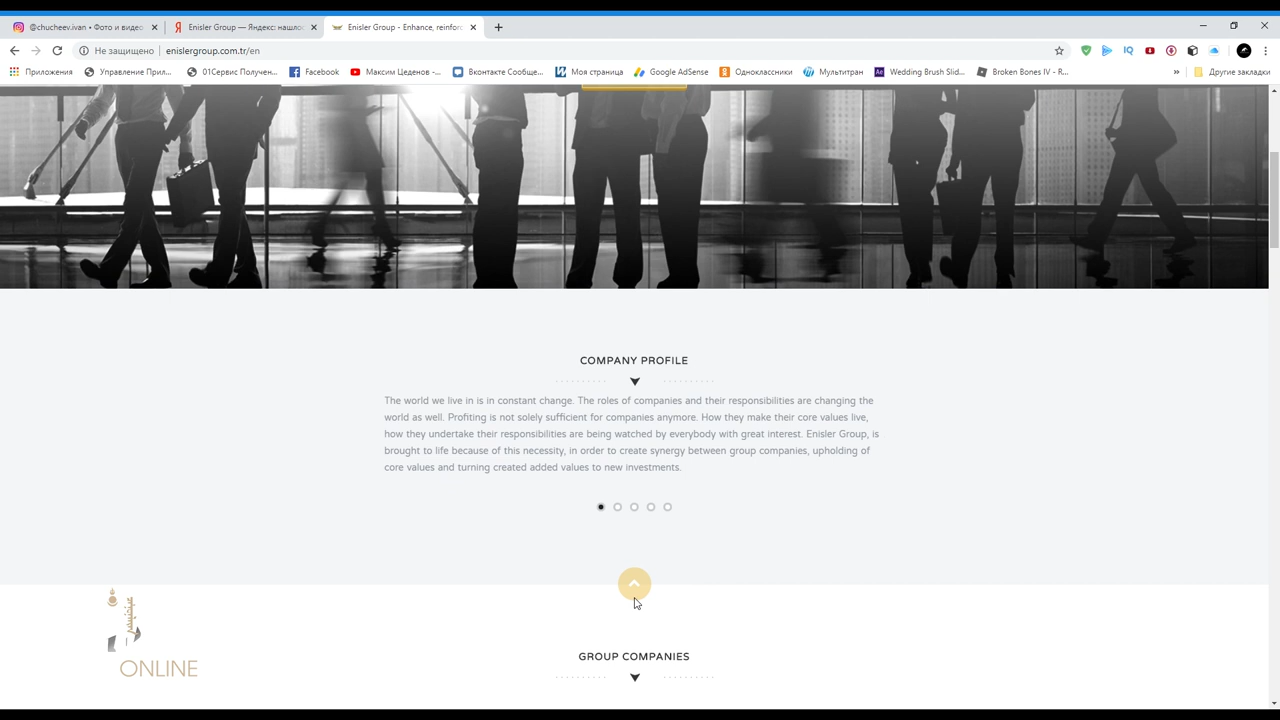 @chucheev.ivan • Фото и видео
Enisler Group — Яндекс: нашлос
Enisler Group - Enhance, reinforc
Не защищено
enislergroup.com.tr/en
Приложения
Управление Прил...
01Сервис Получен...
Facebook
Максим Цеденов -...
Вконтакте Сообще...
Моя страница
Google AdSense
Одноклассники
Мультитран
Wedding Brush Slid...
Broken Bones IV - R...
»
Другие закладки
COMPANY PROFILE
The world we live in is in constant change. The roles of companies and their responsibilities are changing the
world as well. Profiting is not solely sufficient for companies anymore. How they make their core values live,
how they undertake their responsibilities are being watched by everybody with great interest. Enisler Group, is
brought to life because of this necessity, in order to create synergy between group companies, upholding of
core values and turning created added values to new investments.
ONLINE
GROUP COMPANIES